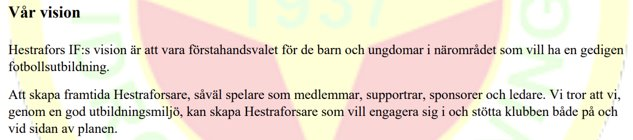 Vår vision
Hestrafors IF:s vision är att vara förstahandsvalet för de barn och ungdomar i närområdet som vill ha en gedigen
fotbollsutbildning.
Att skapa framtida Hestraforsare, såväl spelare som medlemmar, supportrar, sponsorer och ledare. Vi tror att vi,
genom en god utbildningsmiljö, kan skapa Hestraforsare som vill engagera sig i och stötta klubben både på och
vid sidan av planen.
1937